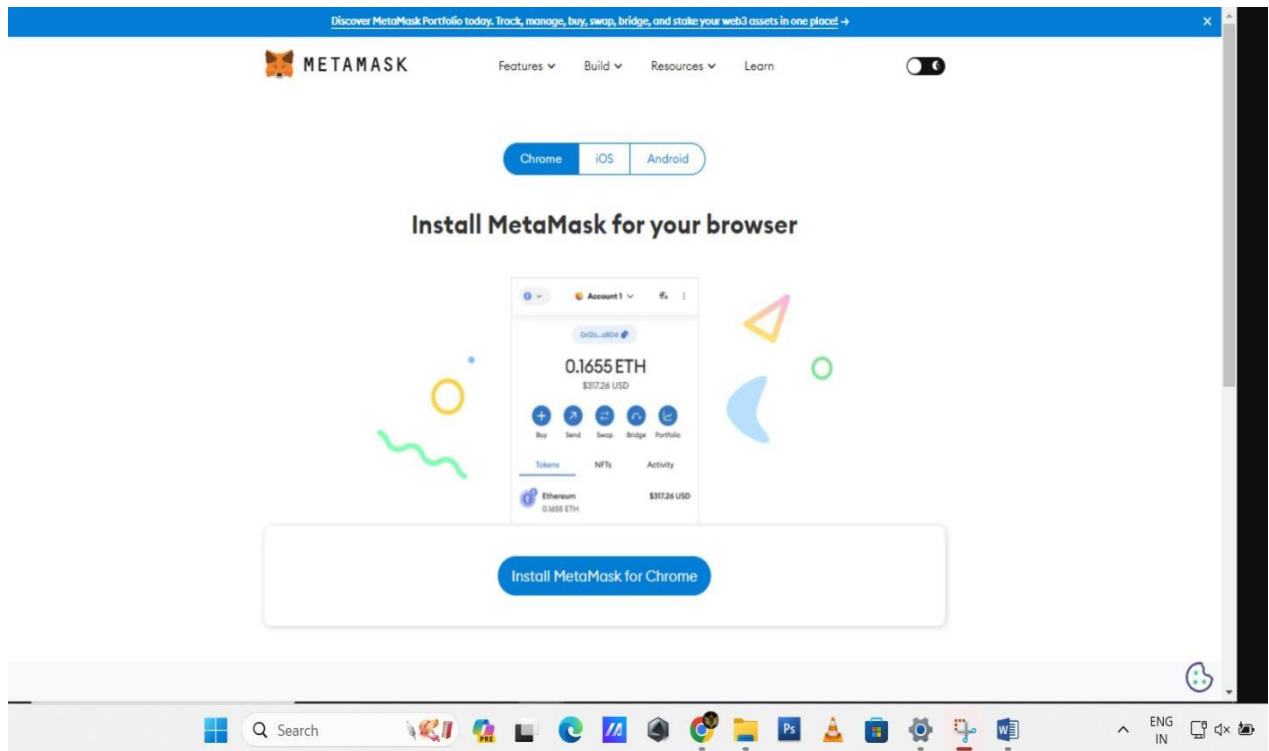 Discover MetaMask Portfolio today. Track, manage, buy, swap, bridge, and stake your web3 assets in one place! →
METAMASK Features Build Resources Learn
Chrome iOS Android
Install MetaMask for your browser
Account 1
0.1655 ETH
$317.26 USD
Buy Send Swap Bridge Portfolio
Tokens NFTs Activity
Ethereum $317.26 USD
0.1655 ETH
Install MetaMask for Chrome
Search PRE Ps W ENG
IN